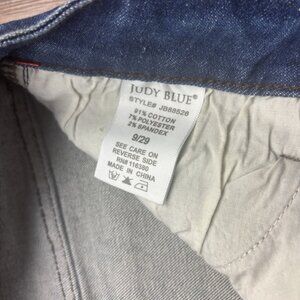 JUDY BLUE®
STYLE# JB88526
91% COTTON
7% POLYESTER
2% SPANDEX
9/29
SEE CARE ON
REVERSE SIDE
RN# 116380
MADE IN CHINA